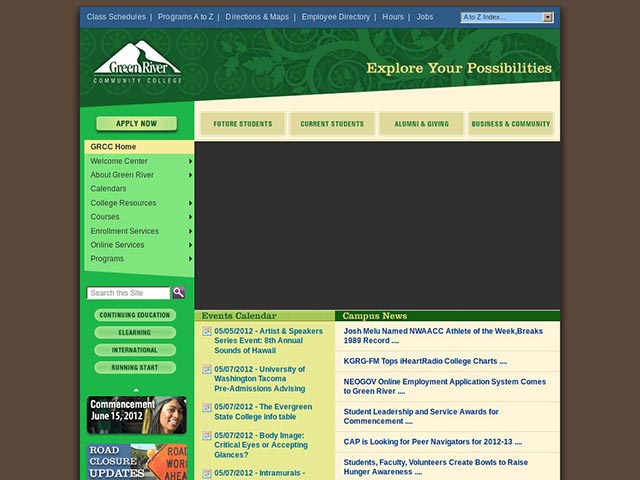 Class Schedules | Programs A to Z | Directions & Maps | Employee Directory | Hours | Jobs
A to Z Index...
Green River
COMMUNITY COLLEGE
Explore Your Possibilities
APPLY NOW
FUTURE STUDENTS
CURRENT STUDENTS
ALUMNI & GIVING
BUSINESS & COMMUNITY
GRCC Home
Welcome Center
About Green River
Calendars
College Resources
Courses
Enrollment Services
Online Services
Programs
Search this Site
CONTINUING EDUCATION
ELEARNING
INTERNATIONAL
RUNNING START
Commencement
June 15, 2012
ROAD
CLOSURE
UPDATES
ROAD
WORK
AHEAD
Events Calendar
05/05/2012 - Artist & Speakers
Series Event: 8th Annual
Sounds of Hawaii
05/07/2012 - University of
Washington Tacoma
Pre-Admissions Advising
05/07/2012 - The Evergreen
State College info table
05/07/2012 - Body Image:
Critical Eyes or Accepting
Glances?
05/07/2012 - Intramurals -
Campus News
Josh Melu Named NWAACC Athlete of the Week,Breaks
1989 Record ....
KGRG-FM Tops iHeartRadio College Charts ....
NEOGOV Online Employment Application System Comes
to Green River ....
Student Leadership and Service Awards for
Commencement ....
CAP is Looking for Peer Navigators for 2012-13 ....
Students, Faculty, Volunteers Create Bowls to Raise
Hunger Awareness ....